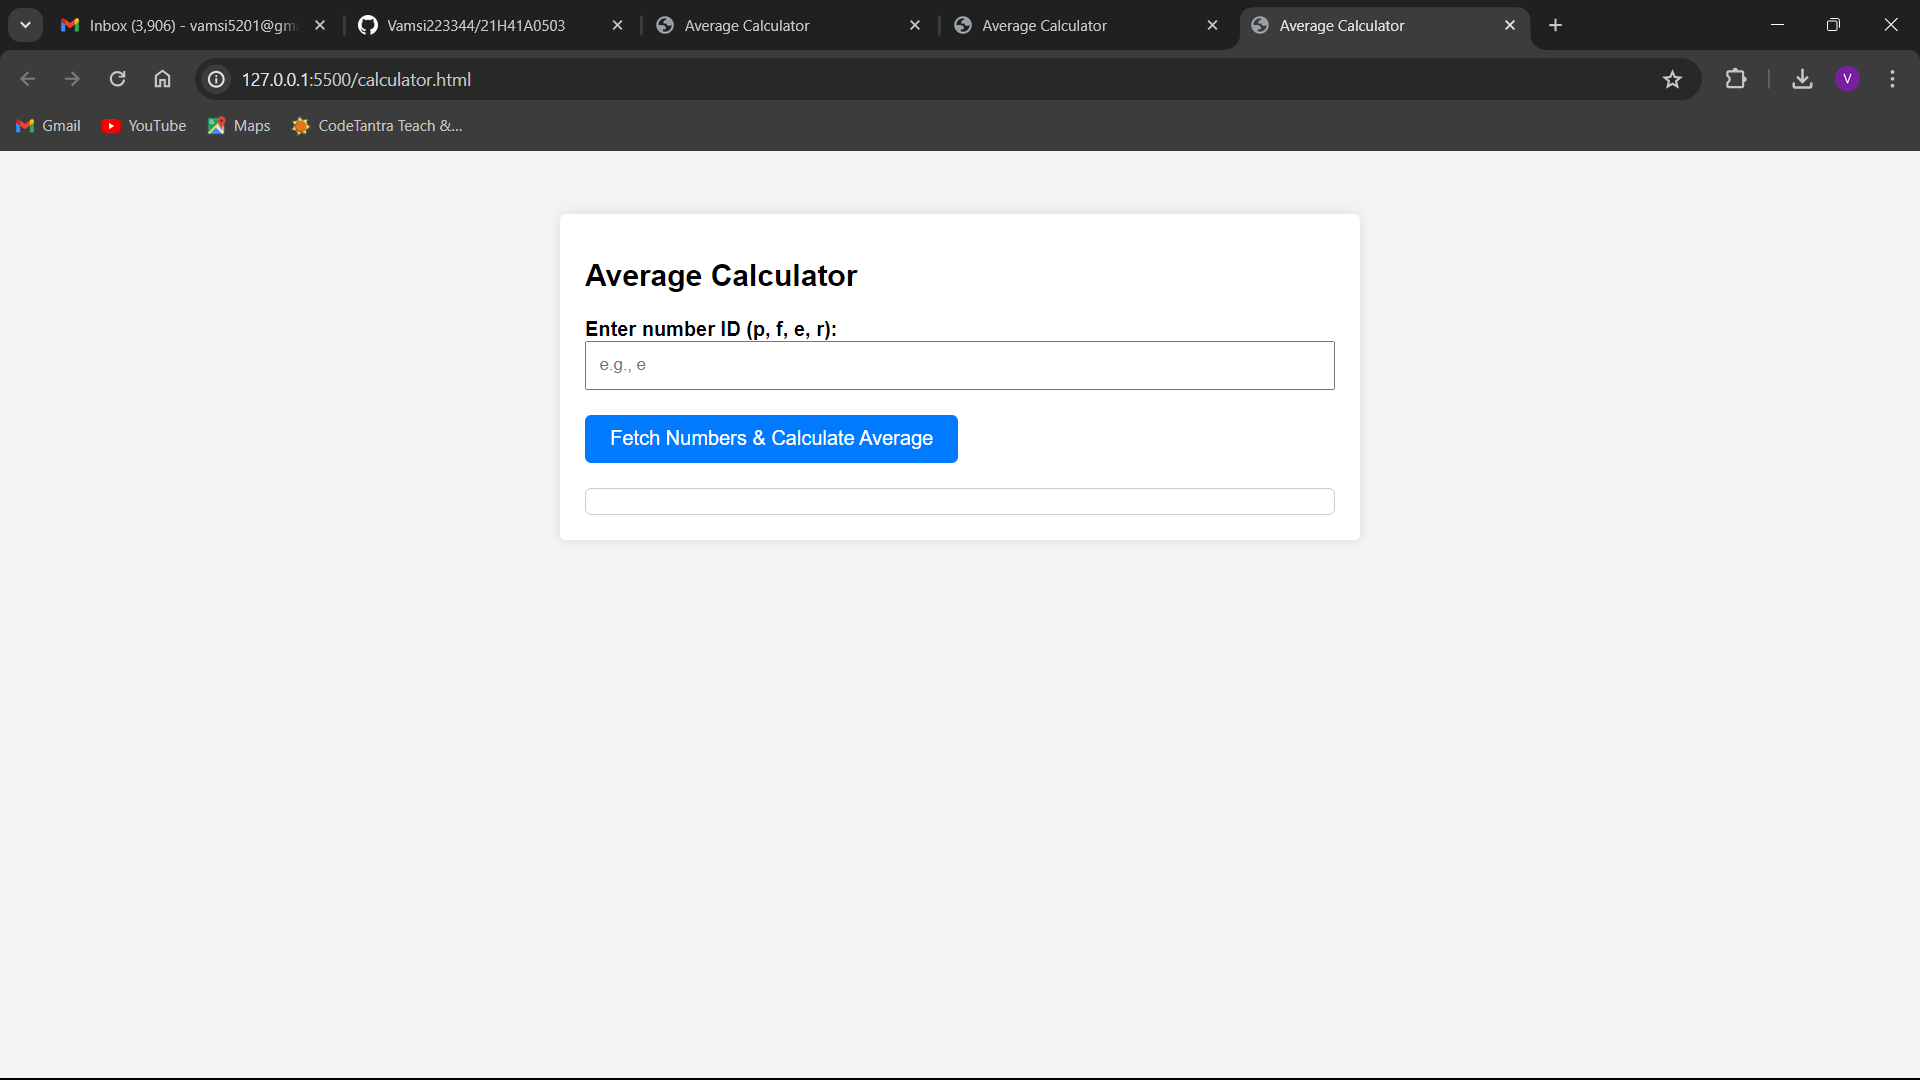 Inbox (3,906) - vamsi5201@gm
Vamsi223344/21H41A0503
Average Calculator
Average Calculator
Average Calculator
127.0.0.1:5500/calculator.html
V
Gmail
YouTube
Maps
CodeTantra Teach &...
Average Calculator
Enter number ID (p, f, e, r):
e.g., e
Fetch Numbers & Calculate Average